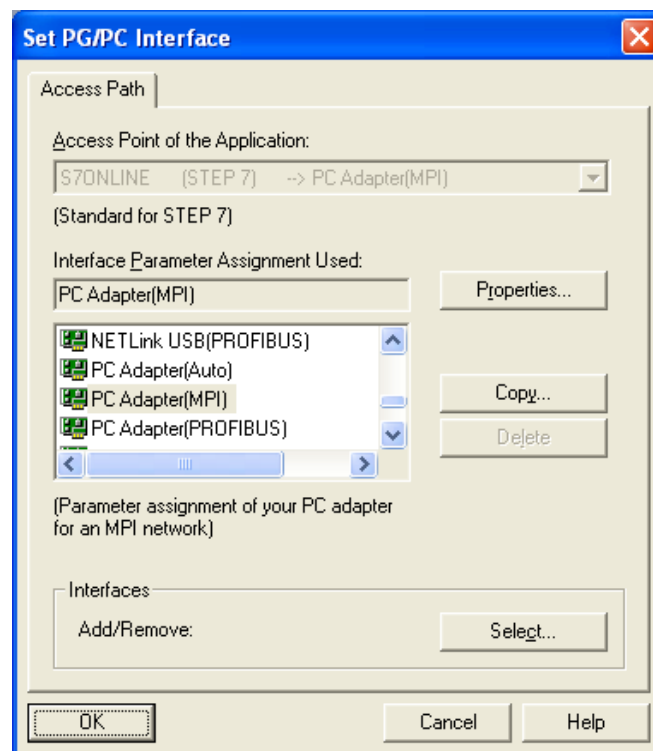 Set PG/PC Interface
Access Path
Access Point of the Application:
S7ONLINE (STEP 7) --> PC Adapter(MPI)
(Standard for STEP 7)
Interface Parameter Assignment Used:
PC Adapter(MPI)
Properties...
NETLink USB(PROFIBUS)
PC Adapter(Auto)
PC Adapter(MPI)
PC Adapter(PROFIBUS)
Copy...
Delete
(Parameter assignment of your PC adapter
for an MPI network)
Interfaces
Add/Remove:
Select...
OK
Cancel
Help